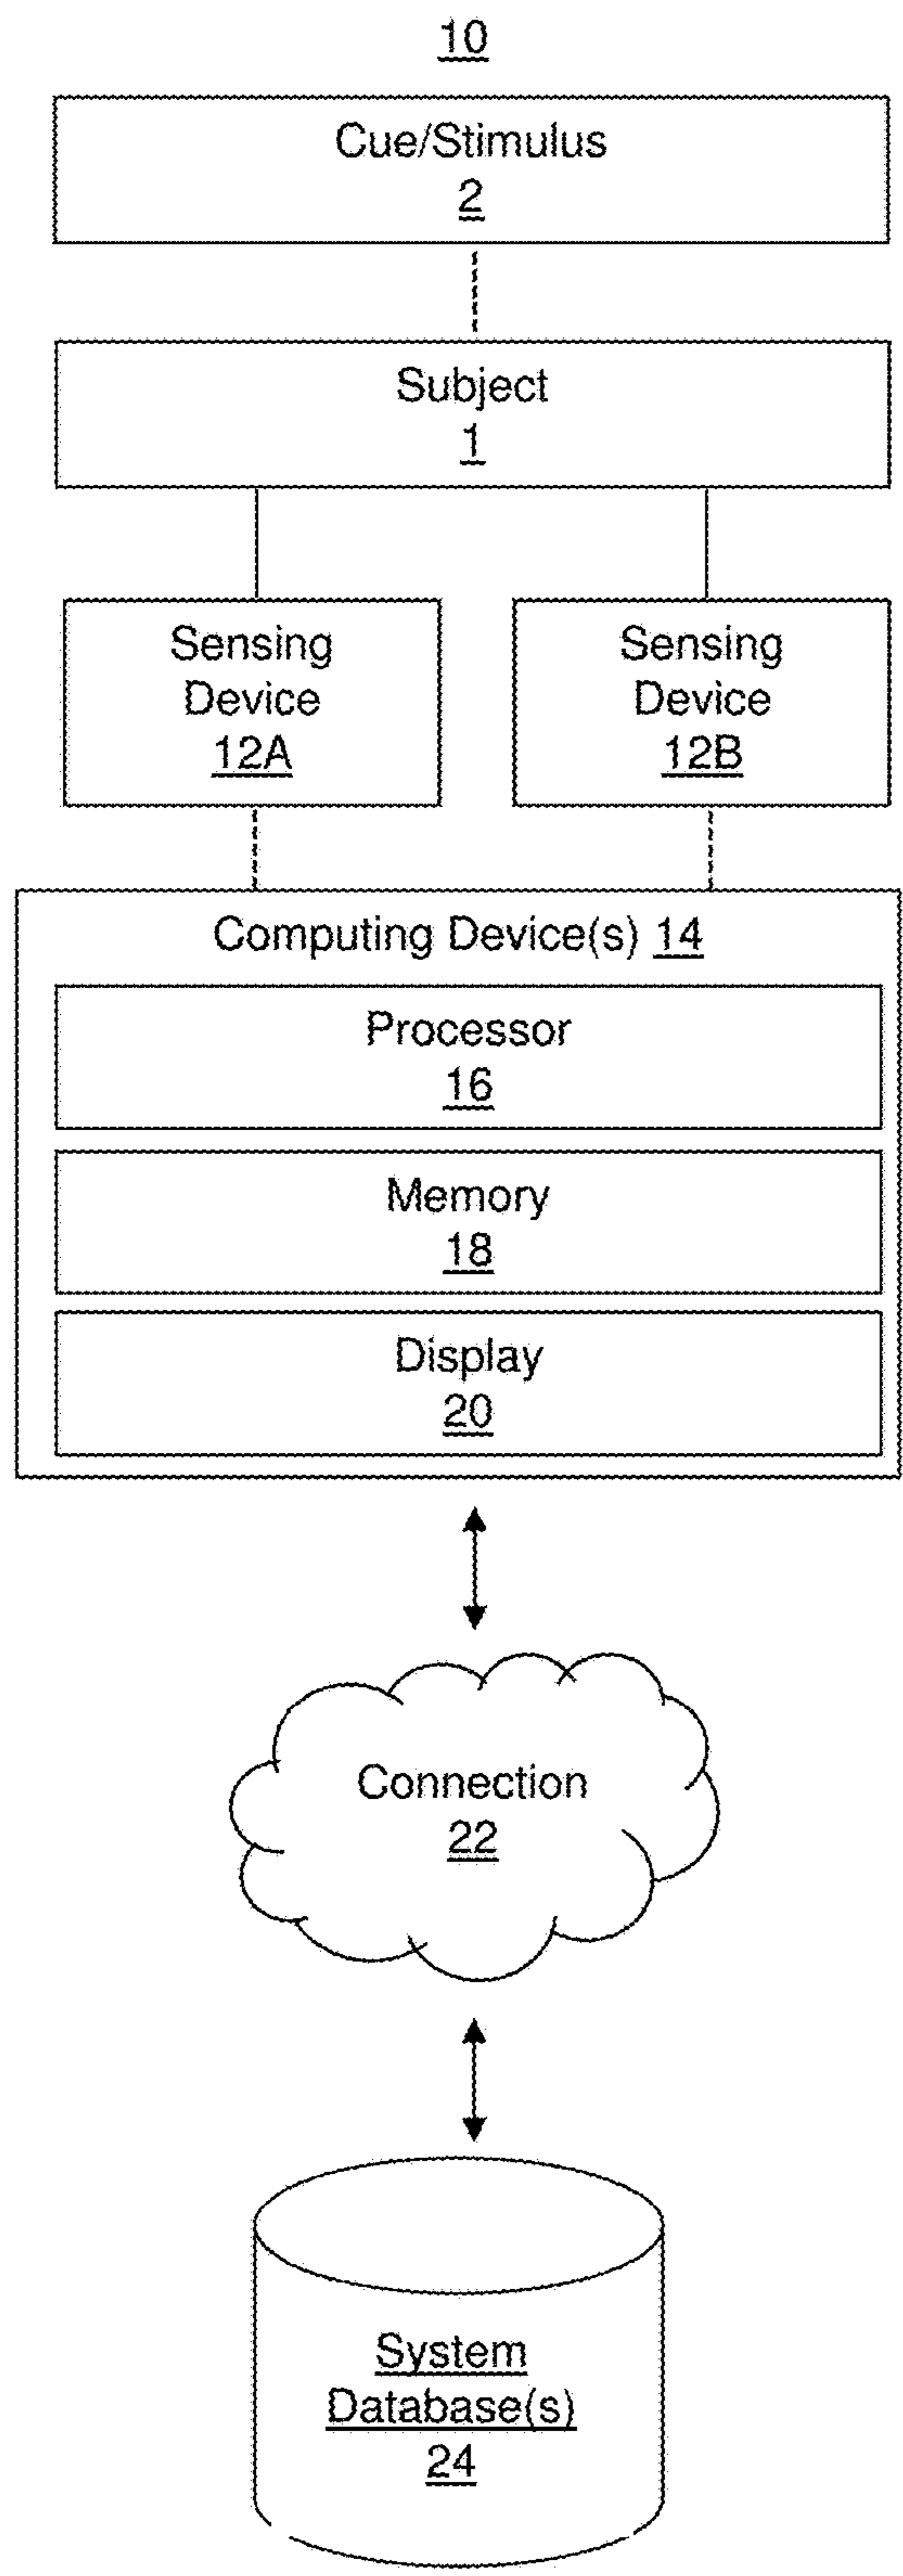 10
Cue/Stimulus
2
Subject
1
Sensing
Device
12A
Sensing
Device
12B
Computing Device(s) 14
Processor
16
Memory
18
Display
20
Connection
22
System
Database(s)
24